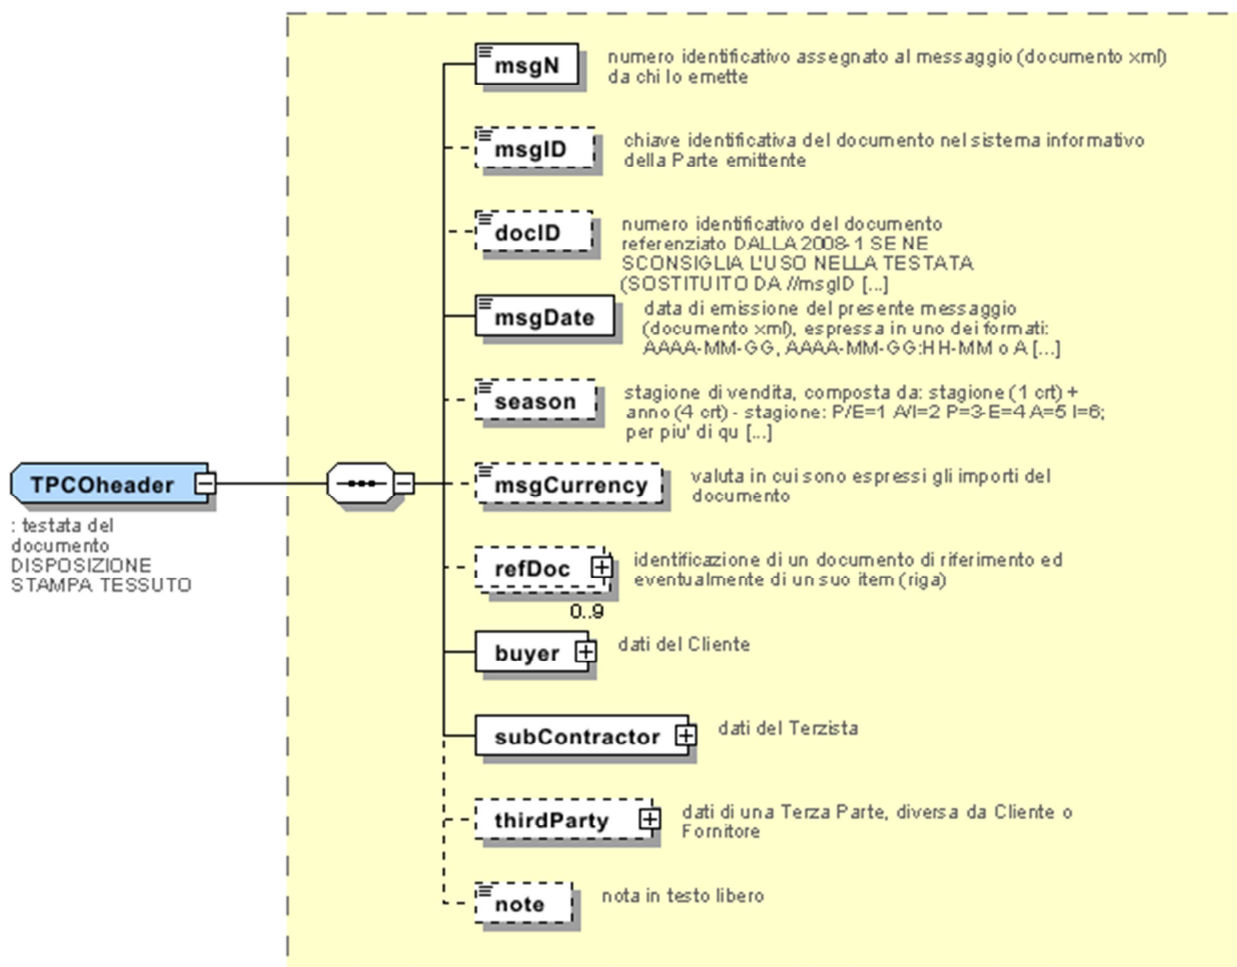 msgN
numero identificativo assegnato al messaggio (documento xml)
da chi lo emette
msgID
chiave identificativa del documento nel sistema informativo
della Parte emittente
docID
numero identificativo del documento
referenziato DALLA 2008-1 SE NE
SCONSIGLIA L'USO NELLA TESTATA
(SOSTITUITO DA //msgID [...]
msgDate
data di emissione del presente messaggio
(documento xml), espressa in uno dei formati:
AAAA-MM-GG, AAAA-MM-GG:HH-MM o A [...]
season
stagione di vendita, composta da: stagione (1 crt) +
anno (4 crt) - stagione: P/E=1 A/I=2 P=3 E=4 A=5 I=6;
per piu' di qu [...]
TPCOheader
: testata del
documento
DISPOSIZIONE
STAMPA TESSUTO
msgCurrency
valuta in cui sono espressi gli importi del
documento
refDoc
identificazione di un documento di riferimento ed
eventualmente di un suo item (riga)
0..9
buyer
dati del Cliente
subContractor
dati del Terzista
thirdParty
dati di una Terza Parte, diversa da Cliente o
Fornitore
note
nota in testo libero